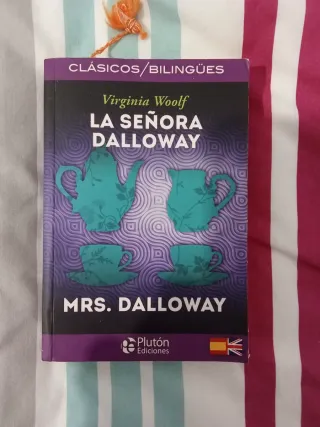 CLÁSICOS/BILINGÜES
Virginia Woolf
LA SEÑORA
DALLOWAY
MRS. DALLOWAY
Plutón
Ediciones